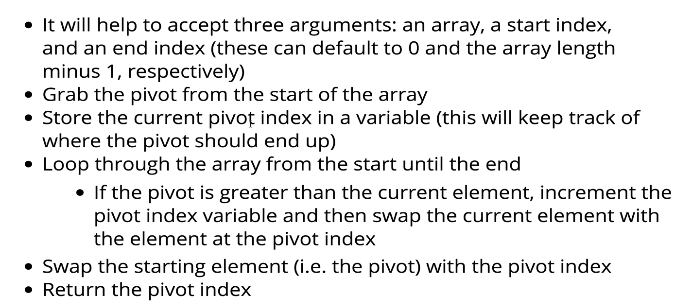 • It will help to accept three arguments: an array, a start index,
and an end index (these can default to 0 and the array length
minus 1, respectively)
• Grab the pivot from the start of the array
• Store the current pivot index in a variable (this will keep track of
where the pivot should end up)
• Loop through the array from the start until the end
• If the pivot is greater than the current element, increment the
pivot index variable and then swap the current element with
the element at the pivot index
• Swap the starting element (i.e. the pivot) with the pivot index
• Return the pivot index